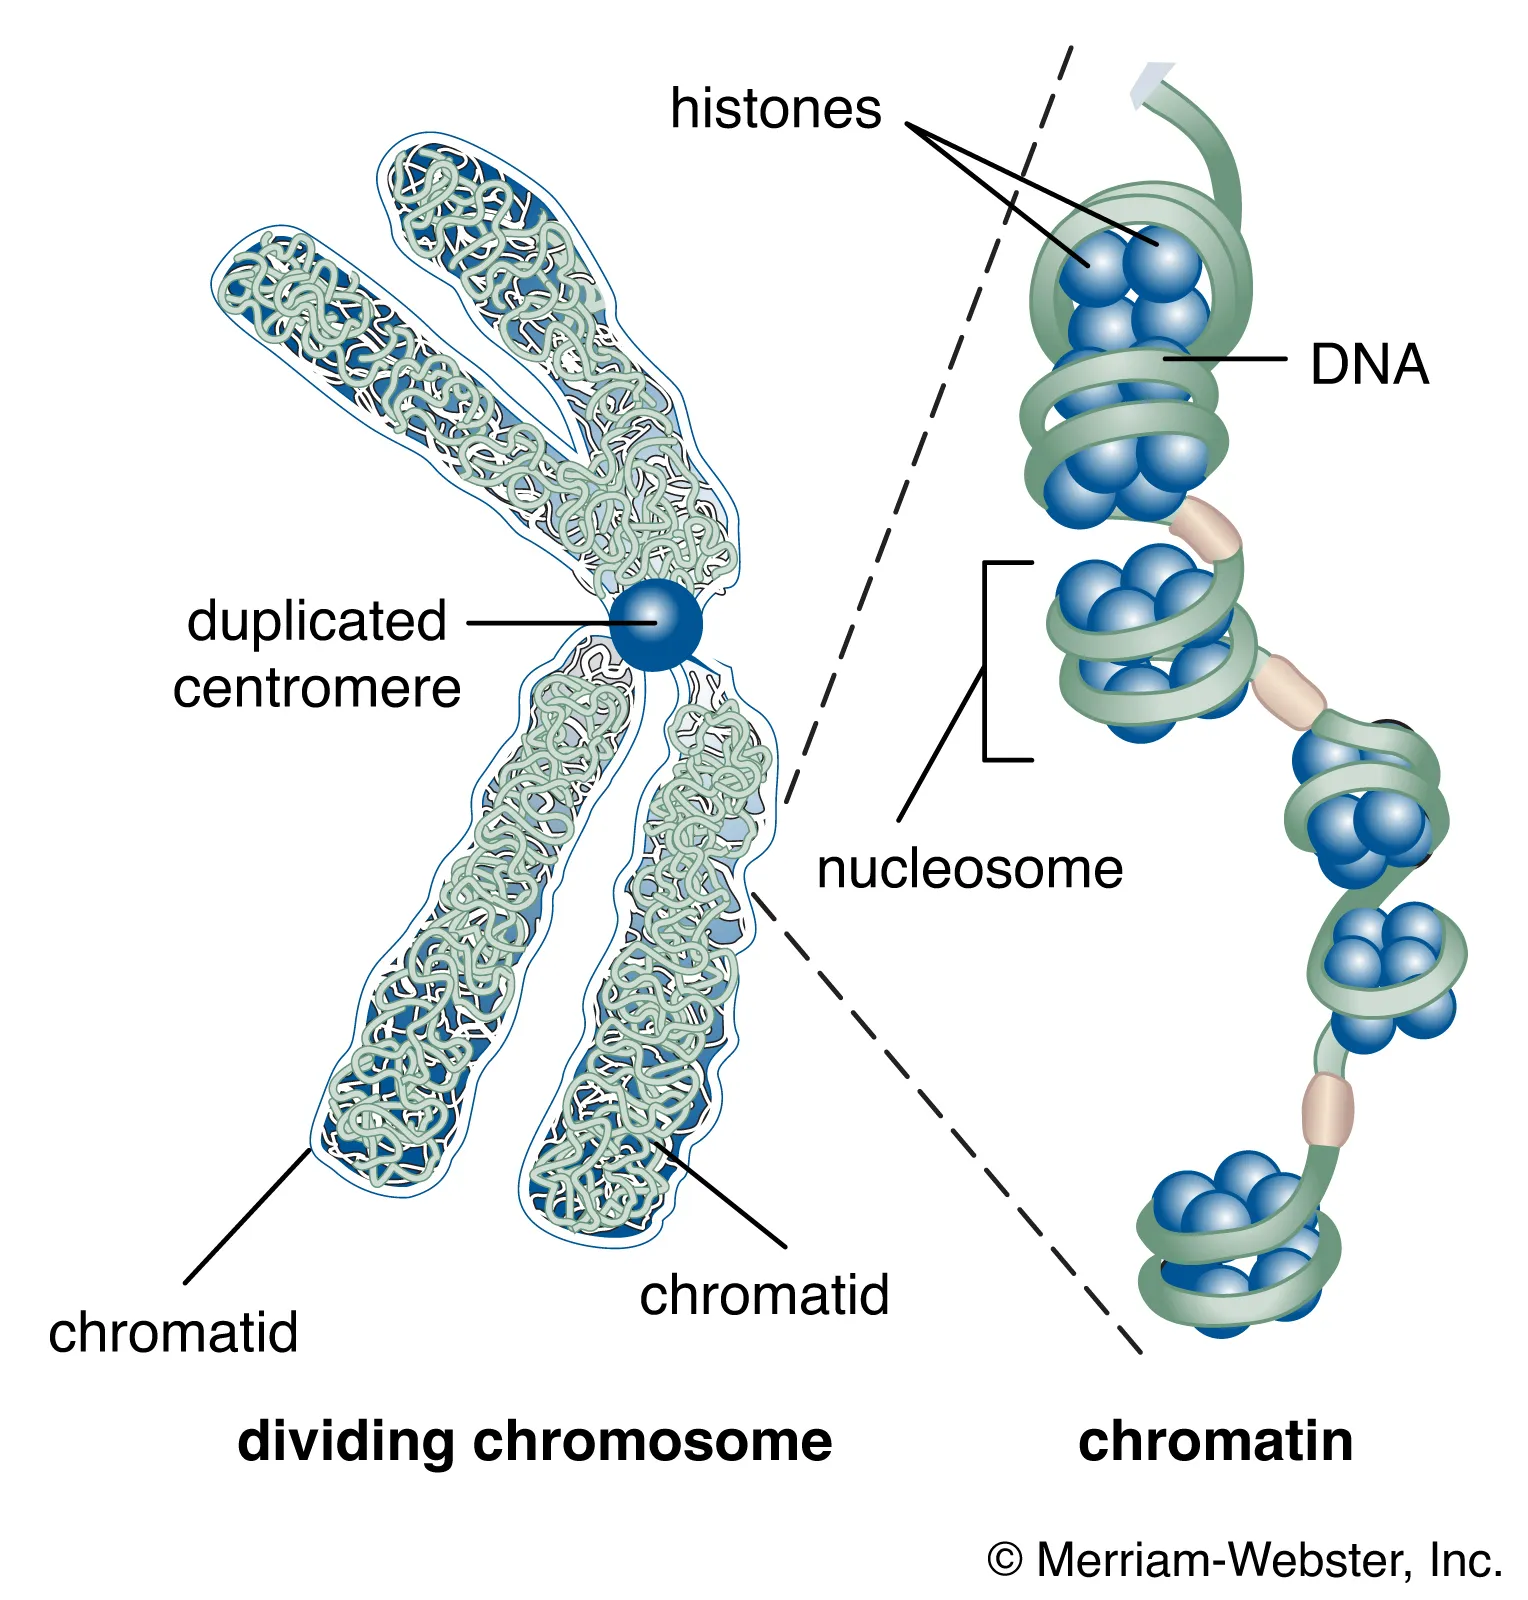 histones
DNA
duplicated
centromere
nucleosome
chromatid
chromatid
dividing chromosome
chromatin
© Merriam-Webster, Inc.